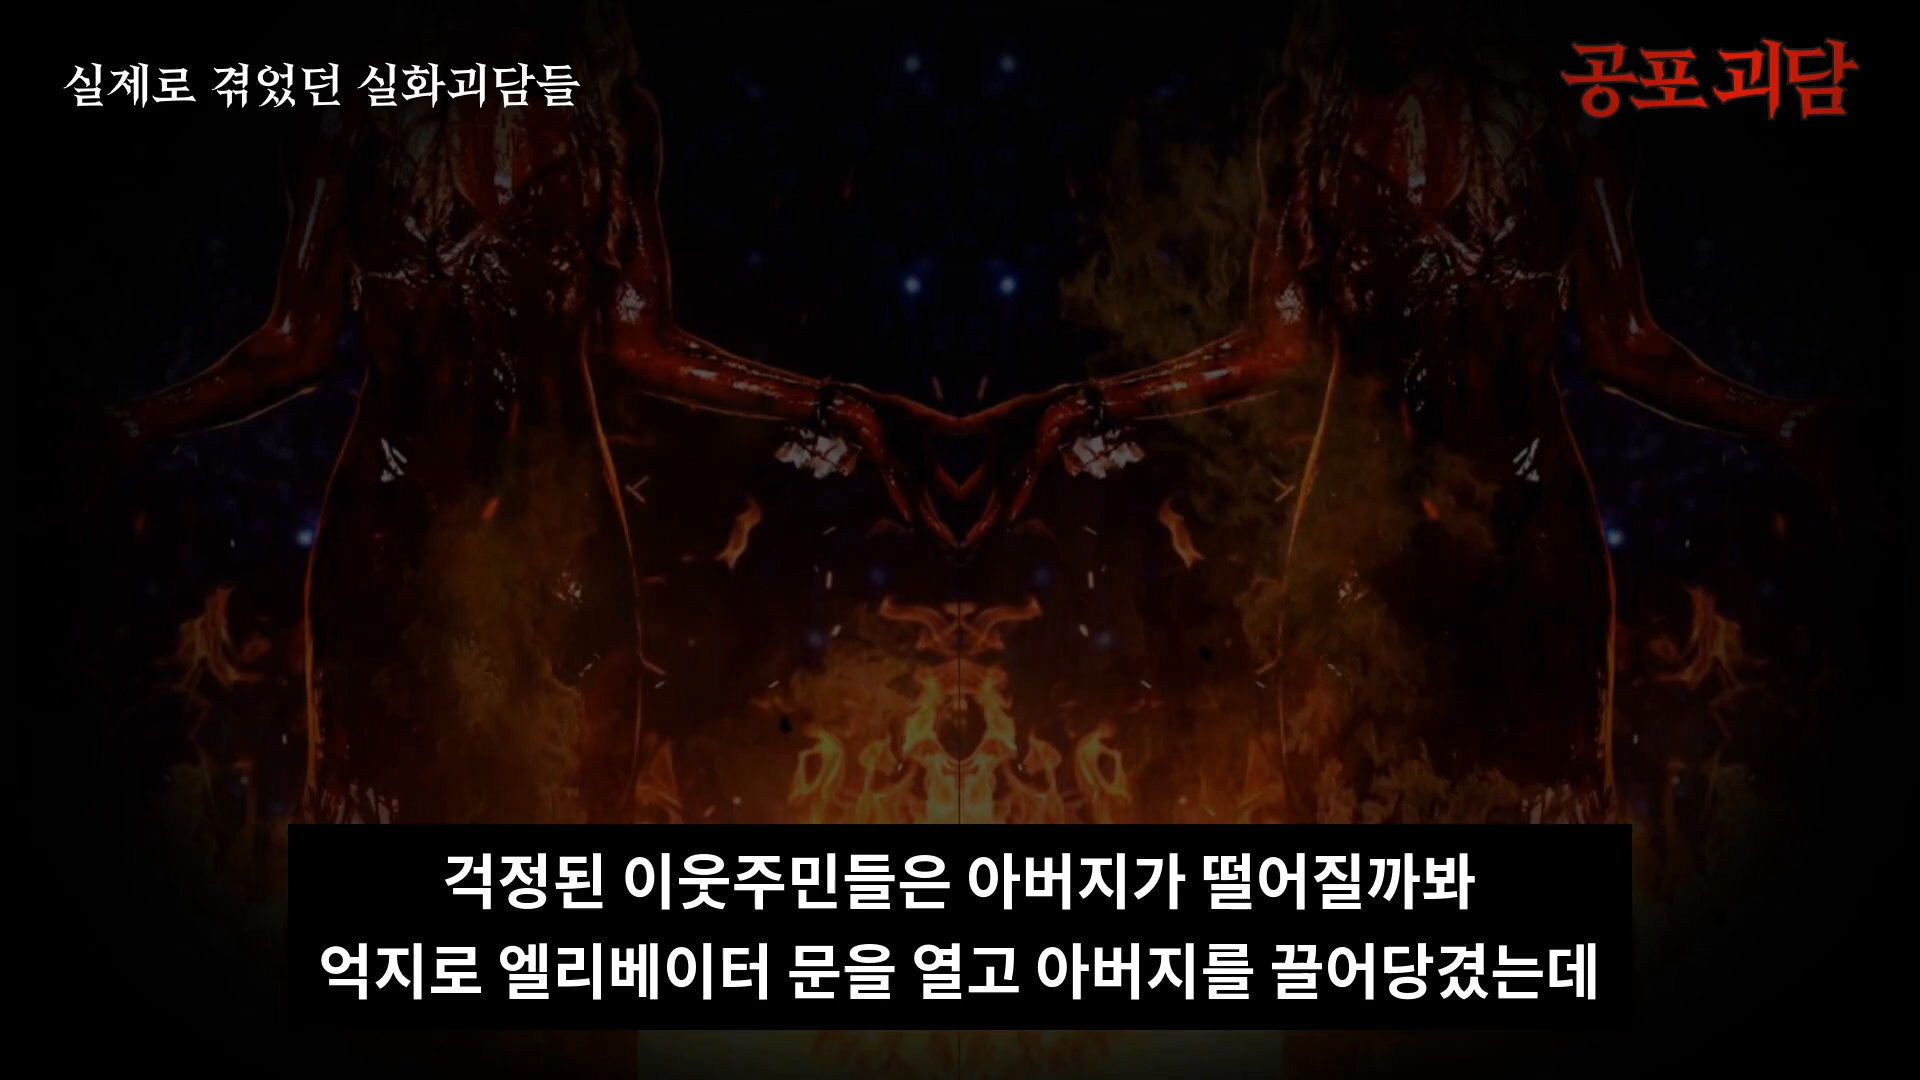 실제로 겪었던 실화괴담들
공포 괴담
걱정된 이웃주민들은 아버지가 떨어질까봐
억지로 엘리베이터 문을 열고 아버지를 끌어당겼는데